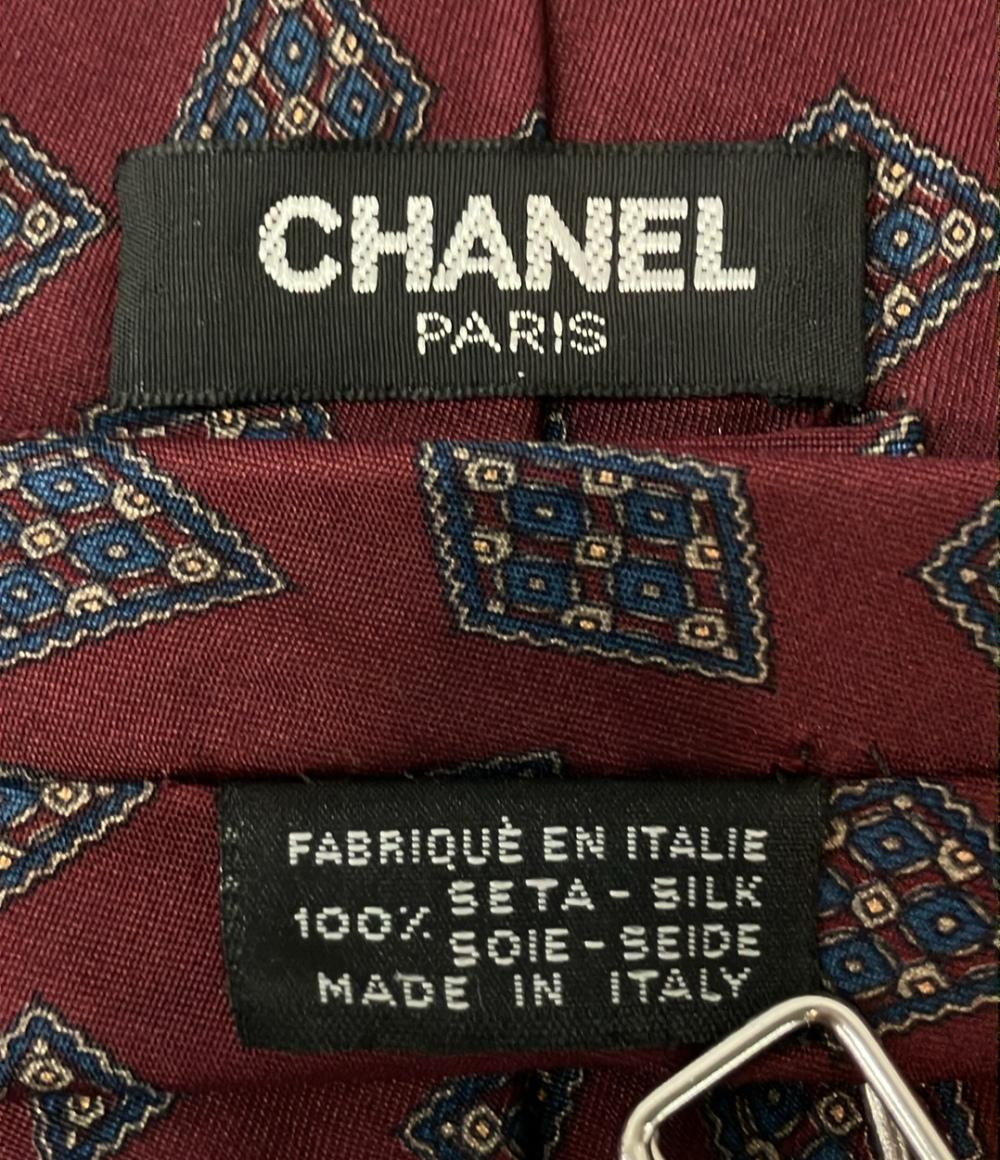 CHANEL
PARIS
FABRIQUÈ EN ITALIE
SETA - SILK
100%
SOIE - SEIDE
MADE IN ITALY